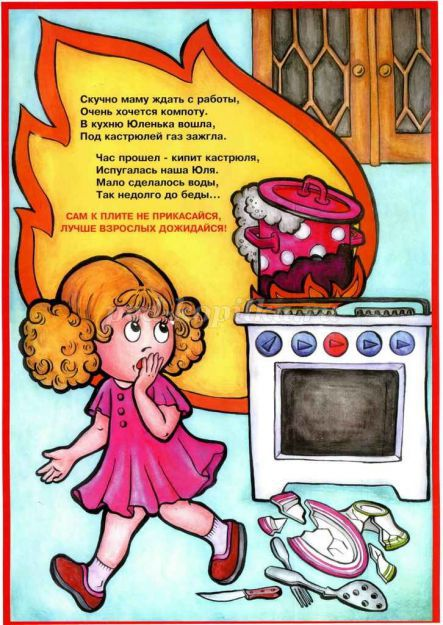 Скучно маму ждать с работы,
Очень хочется компоту.
В кухню Юленька вошла,
Под кастрюлей газ зажгла.
Час прошел - кипит кастрюля,
Испугалась наша Юля.
Мало сделалось воды,
Так недолго до беды...
САМ К ПЛИТЕ НЕ ПРИКАСАЙСЯ,
ЛУЧШЕ ВЗРОСЛЫХ ДОЖИДАЙСЯ!